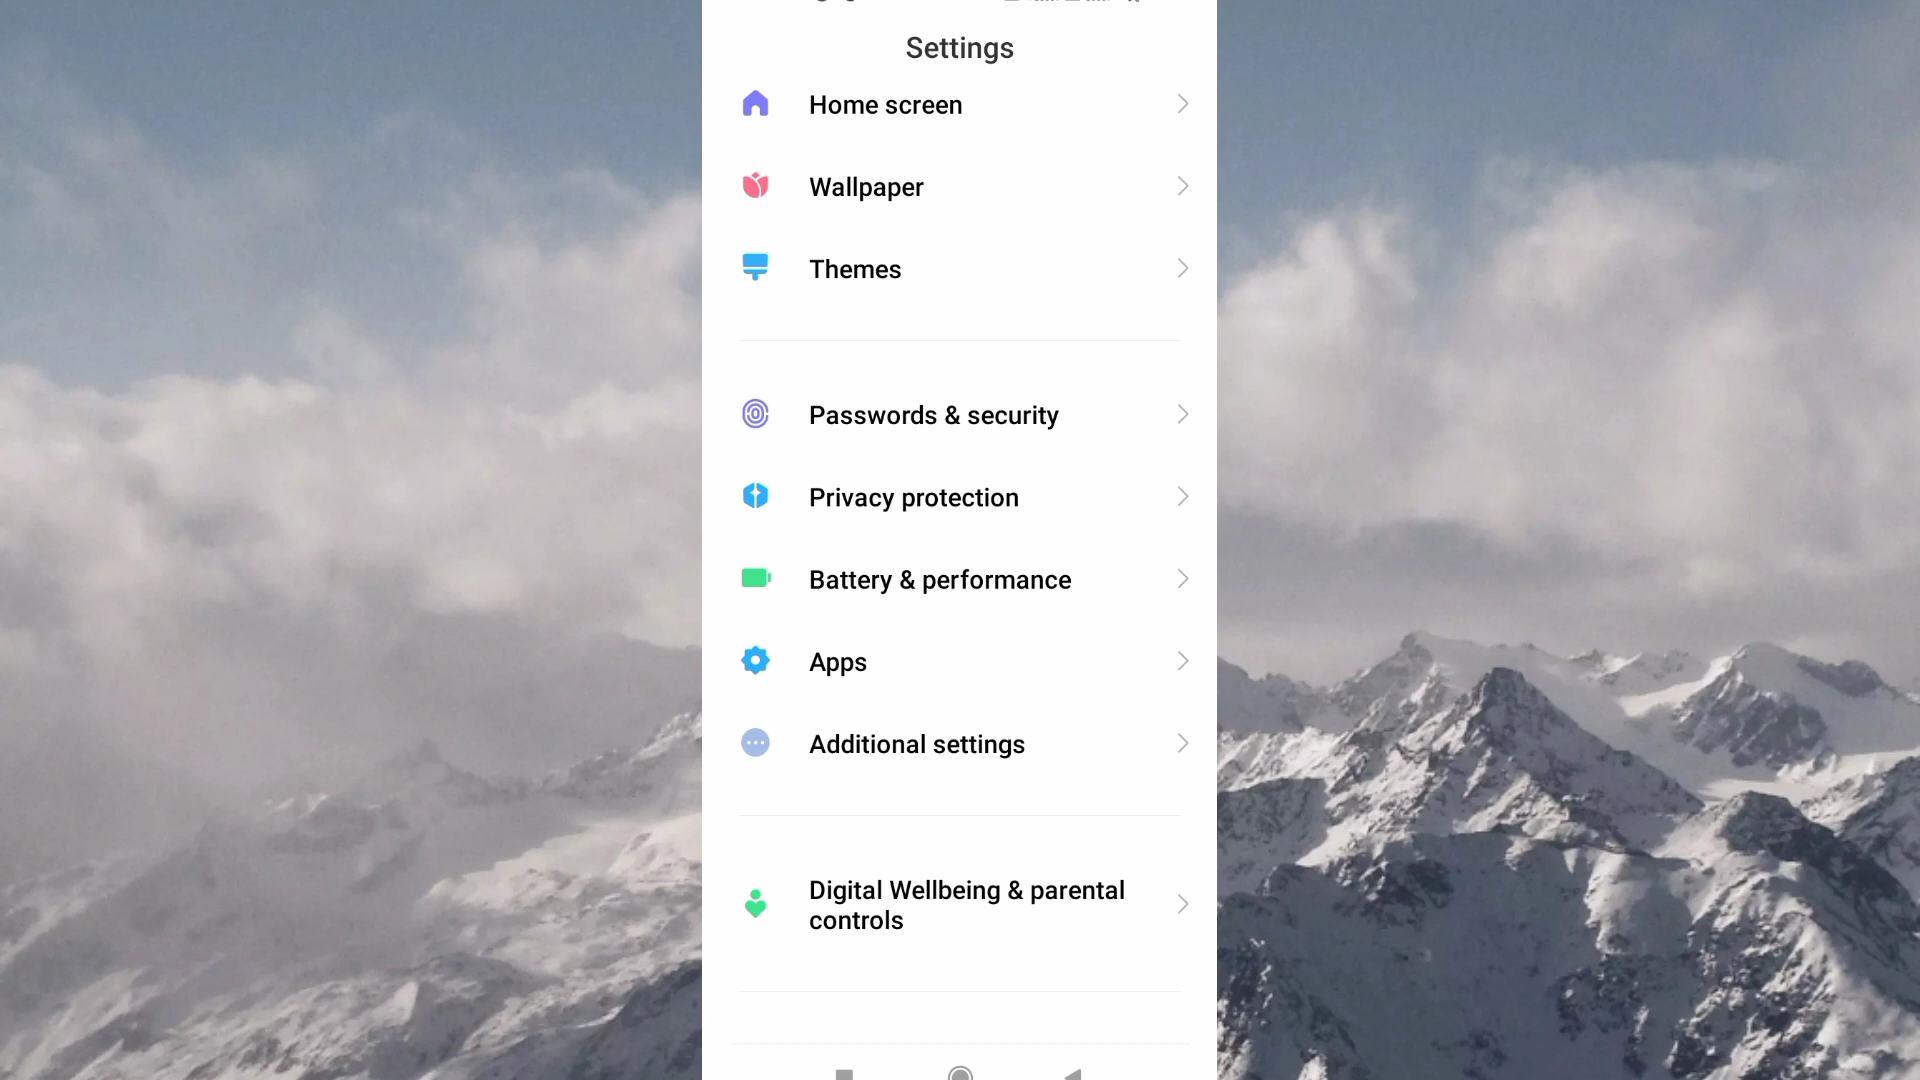 Settings
Home screen
Wallpaper
Themes
Passwords & security
Privacy protection
Battery & performance
Apps
Additional settings
Digital Wellbeing & parental
controls